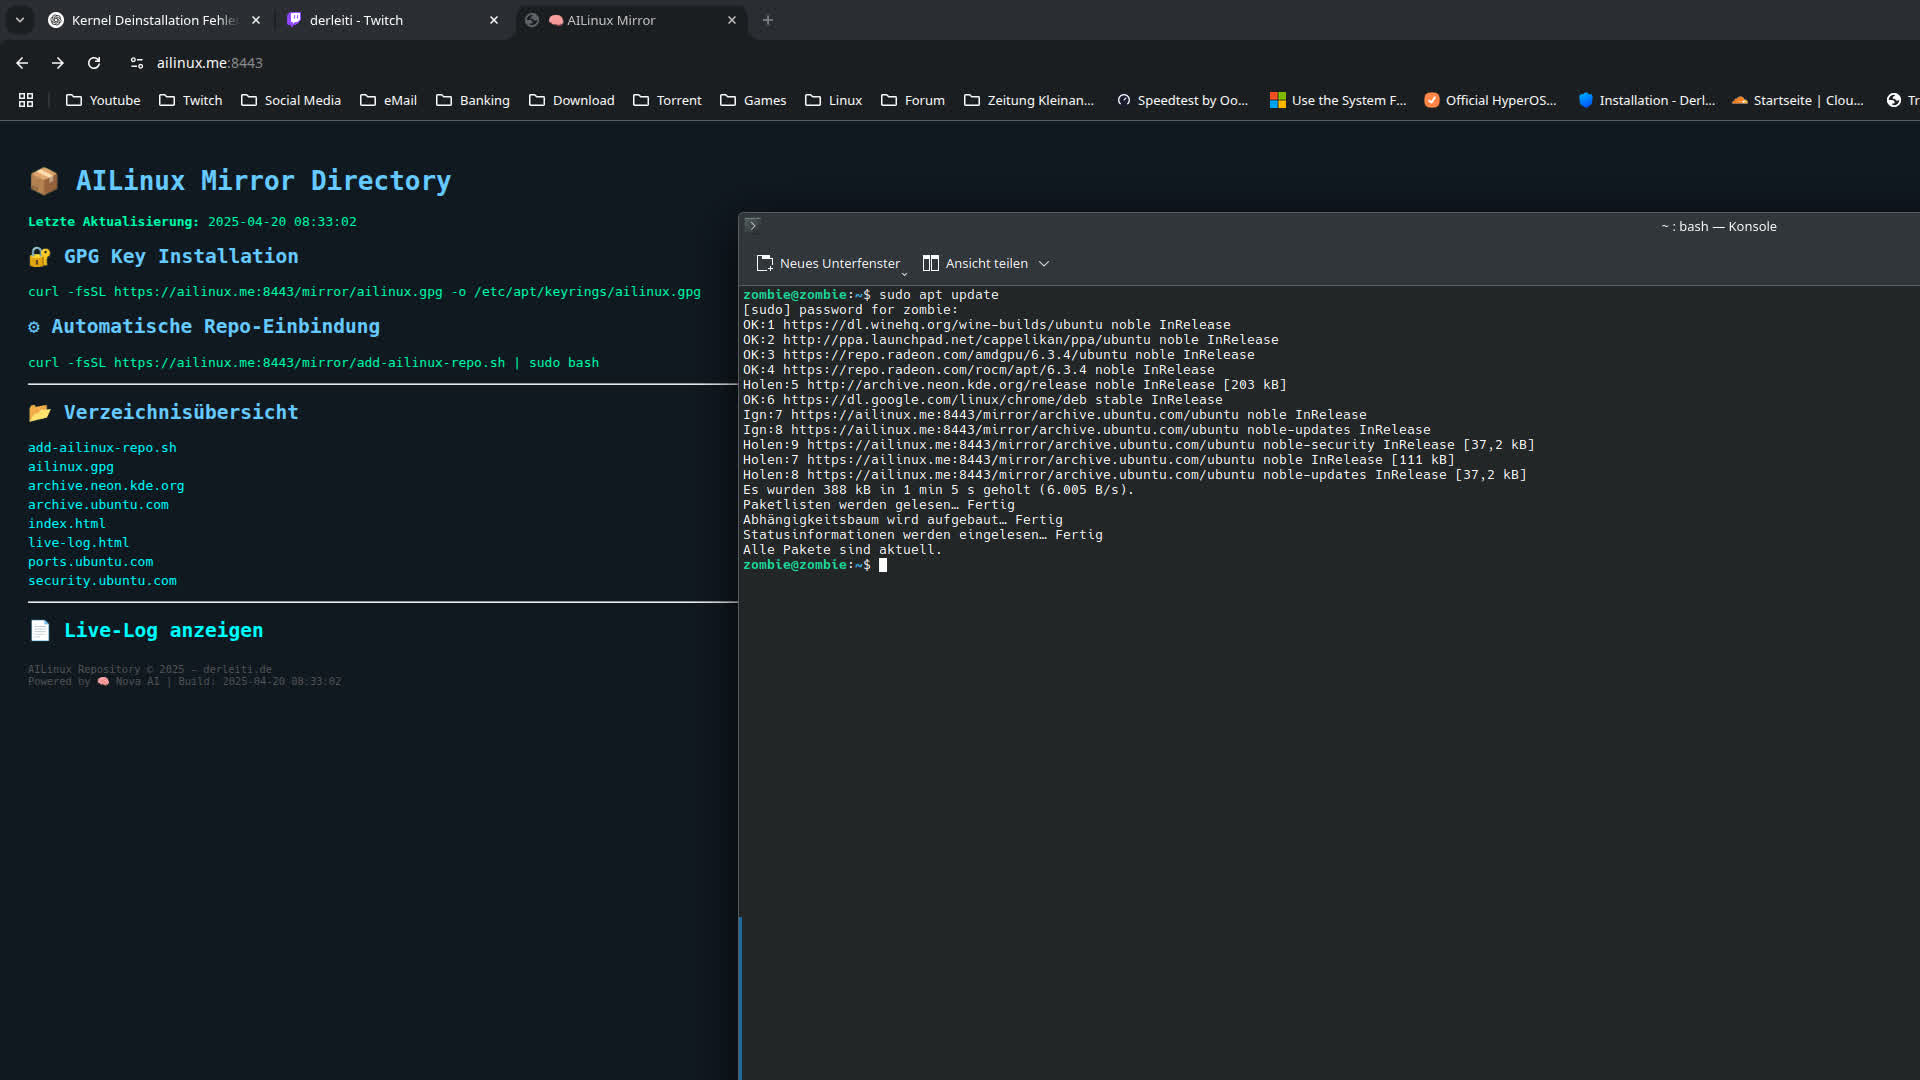 Kernel Deinstallation Fehle
derleiti - Twitch
AILinux Mirror
ailinux.me:8443
Youtube
Twitch
Social Media
eMail
Banking
Download
Torrent
Games
Linux
Forum
Zeitung Kleinan...
Speedtest by Oo...
Use the System F...
Official HyperOS...
Installation - Derl...
Startseite | Clou...
Tr
AILinux Mirror Directory
Letzte Aktualisierung: 2025-04-20 08:33:02
GPG Key Installation
curl -fsSL https://ailinux.me:8443/mirror/ailinux.gpg -o /etc/apt/keyrings/ailinux.gpg
Automatische Repo-Einbindung
curl -fsSL https://ailinux.me:8443/mirror/add-ailinux-repo.sh | sudo bash
Verzeichnisübersicht
add-ailinux-repo.sh
ailinux.gpg
archive.neon.kde.org
archive.ubuntu.com
index.html
live-log.html
ports.ubuntu.com
security.ubuntu.com
Live-Log anzeigen
AILinux Repository © 2025 – derleiti.de
Powered by Nova AI | Build: 2025-04-20 08:33:02
~ : bash — Konsole
Neues Unterfenster
Ansicht teilen
zombie@zombie:~$ sudo apt update
[sudo] password for zombie:
OK:1 https://dl.winehq.org/wine-builds/ubuntu noble InRelease
OK:2 http://ppa.launchpad.net/cappelikan/ppa/ubuntu noble InRelease
OK:3 https://repo.radeon.com/amdgpu/6.3.4/ubuntu noble InRelease
OK:4 https://repo.radeon.com/rocm/apt/6.3.4 noble InRelease
Holen:5 http://archive.neon.kde.org/release noble InRelease [203 kB]
OK:6 https://dl.google.com/linux/chrome/deb stable InRelease
Ign:7 https://ailinux.me:8443/mirror/archive.ubuntu.com/ubuntu noble InRelease
Ign:8 https://ailinux.me:8443/mirror/archive.ubuntu.com/ubuntu noble-updates InRelease
Holen:9 https://ailinux.me:8443/mirror/archive.ubuntu.com/ubuntu noble-security InRelease [37,2 kB]
Holen:7 https://ailinux.me:8443/mirror/archive.ubuntu.com/ubuntu noble InRelease [111 kB]
Holen:8 https://ailinux.me:8443/mirror/archive.ubuntu.com/ubuntu noble-updates InRelease [37,2 kB]
Es wurden 388 kB in 1 min 5 s geholt (6.005 B/s).
Paketlisten werden gelesen… Fertig
Abhängigkeitsbaum wird aufgebaut… Fertig
Statusinformationen werden eingelesen… Fertig
Alle Pakete sind aktuell.
zombie@zombie:~$